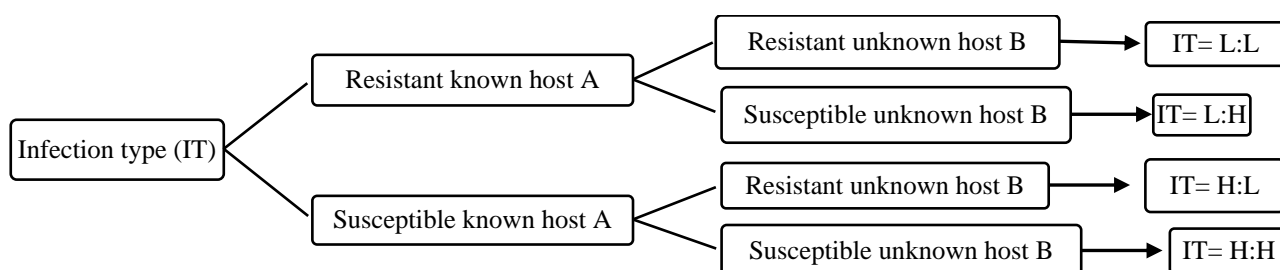 Resistant unknown host B
IT= L:L
Resistant known host A
Susceptible unknown host B
IT= L:H
Infection type (IT)
Resistant unknown host B
IT= H:L
Susceptible known host A
Susceptible unknown host B
IT= H:H